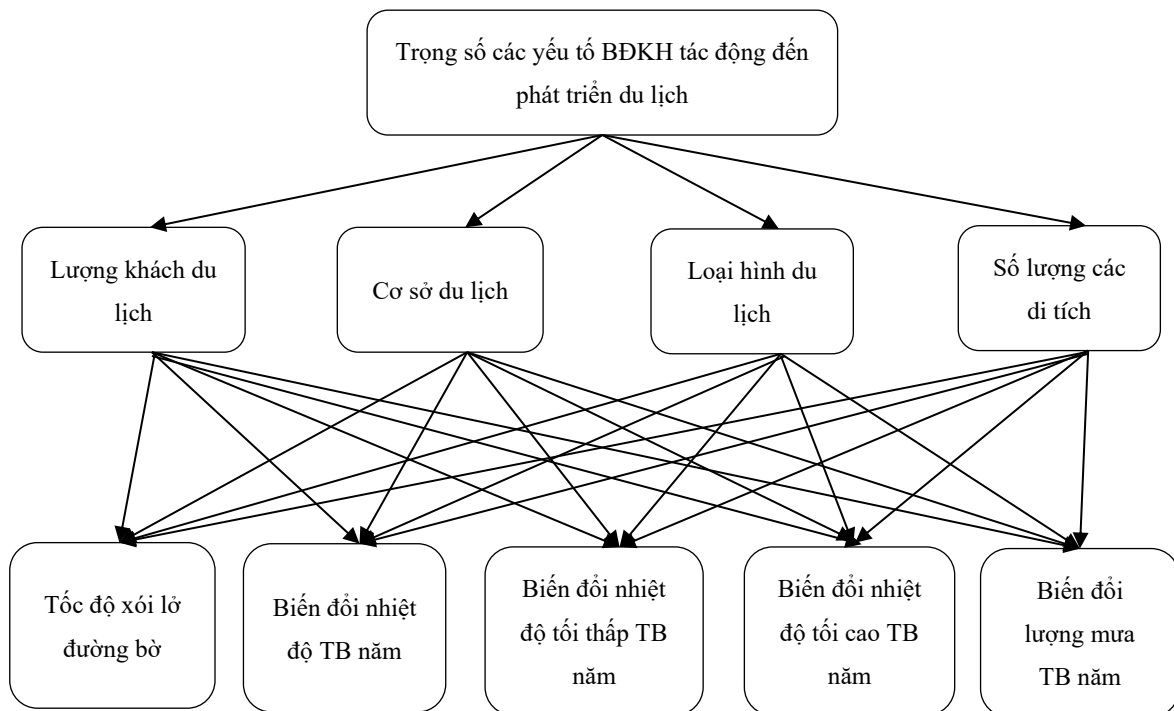 Trọng số các yếu tố BĐKH tác động đến
phát triển du lịch
Lượng khách du
lịch
Cơ sở du lịch
Loại hình du
lịch
Số lượng các
di tích
Tốc độ xói lở
đường bờ
Biến đổi nhiệt
độ TB năm
Biến đổi nhiệt
độ tối thấp TB
năm
Biến đổi nhiệt
độ tối cao TB
năm
Biến đổi
lượng mưa
TB năm